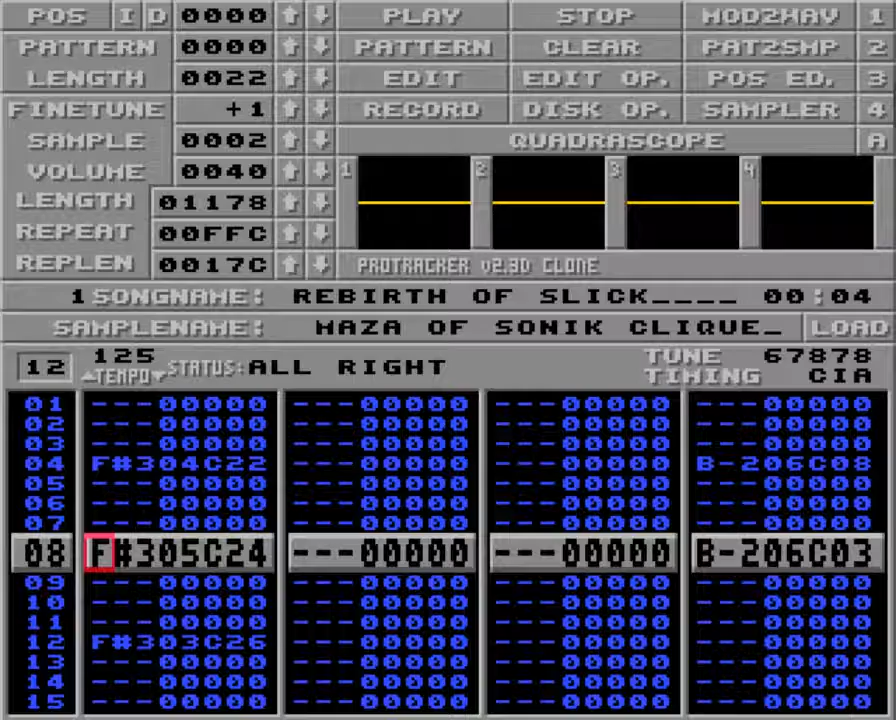 POS I D 0000 PLAY STOP MOD2WAV 1
PATTERN 0000 PATTERN CLEAR PAT2SMP 2
LENGTH 0022 EDIT EDIT OP. POS ED. 3
FINETUNE +1 RECORD DISK OP. SAMPLER 4
SAMPLE 0002 QUADRASCOPE A
VOLUME 0040 1 2 3 4
LENGTH 01178
REPEAT 00FFC
REPLEN 0017C PROTRACKER v2.3D CLONE
1 SONGNAME: REBIRTH OF SLICK____ 00:04
SAMPLENAME: WAZA OF SONIK CLIQUE_ LOAD
12 125 TEMPO STATUS: ALL RIGHT TUNE 67878
TIMING CIA
01 ---00000 ---00000 ---00000 ---00000
02 ---00000 ---00000 ---00000 ---00000
03 ---00000 ---00000 ---00000 ---00000
04 F#304C22 ---00000 ---00000 B-206C08
05 ---00000 ---00000 ---00000 ---00000
06 ---00000 ---00000 ---00000 ---00000
07 ---00000 ---00000 ---00000 ---00000
08 F#305C24 ---00000 ---00000 B-206C03
09 ---00000 ---00000 ---00000 ---00000
10 ---00000 ---00000 ---00000 ---00000
11 ---00000 ---00000 ---00000 ---00000
12 F#303C26 ---00000 ---00000 ---00000
13 ---00000 ---00000 ---00000 ---00000
14 ---00000 ---00000 ---00000 ---00000
15 ---00000 ---00000 ---00000 ---00000